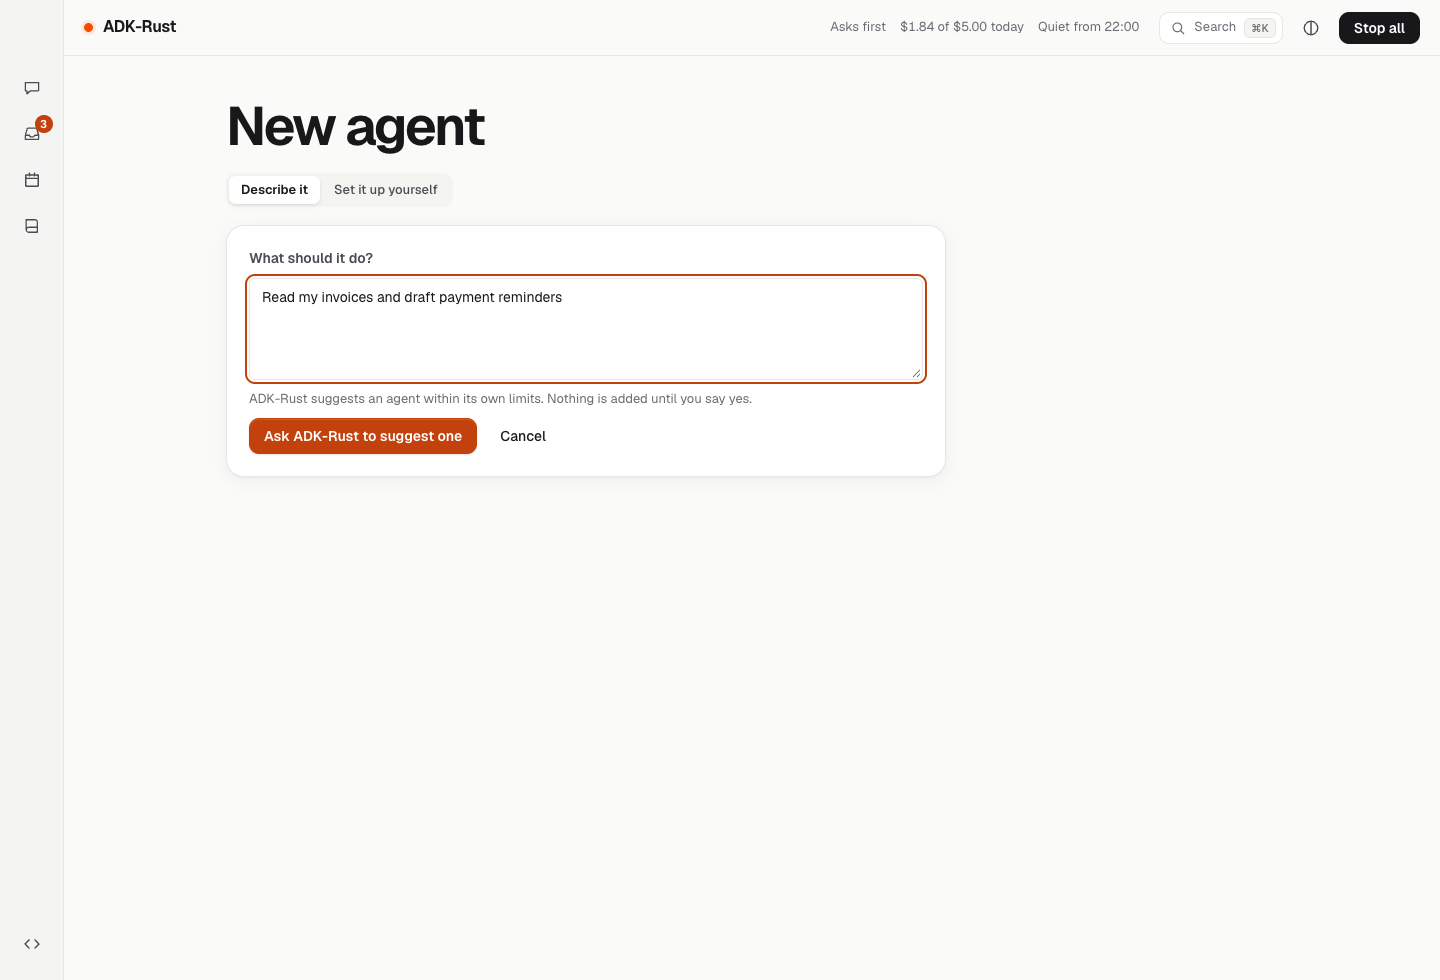 ADK-Rust
Asks first
$1.84 of $5.00 today
Quiet from 22:00
Search
⌘K
Stop all
3
New agent
Describe it
Set it up yourself
What should it do?
Read my invoices and draft payment reminders
ADK-Rust suggests an agent within its own limits. Nothing is added until you say yes.
Ask ADK-Rust to suggest one
Cancel